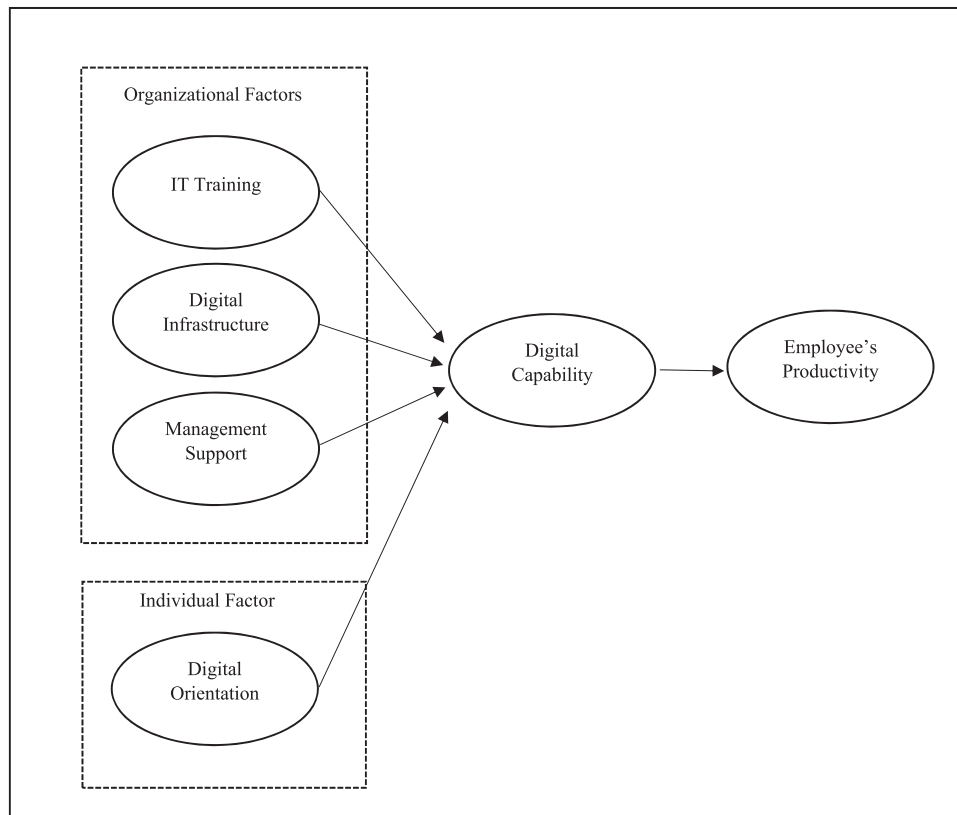 Organizational Factors
IT Training
Digital
Infrastructure
Management
Support
Individual Factor
Digital
Orientation
Digital
Capability
Employee’s
Productivity